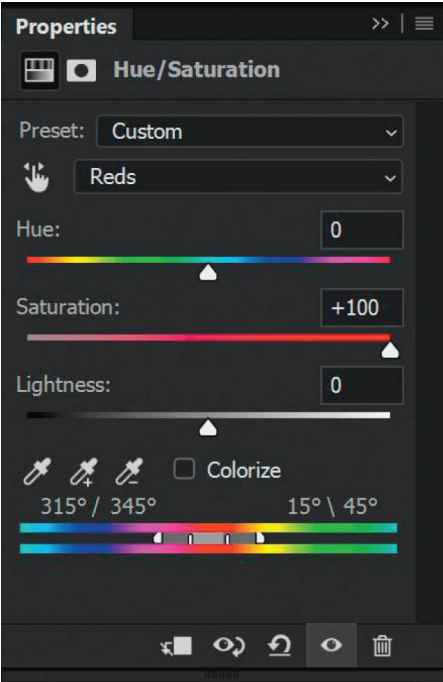 Properties
Hue/Saturation
Preset: Custom
Reds
Hue: 0
Saturation: +100
Lightness: 0
Colorize
315° / 345° 15° \ 45°